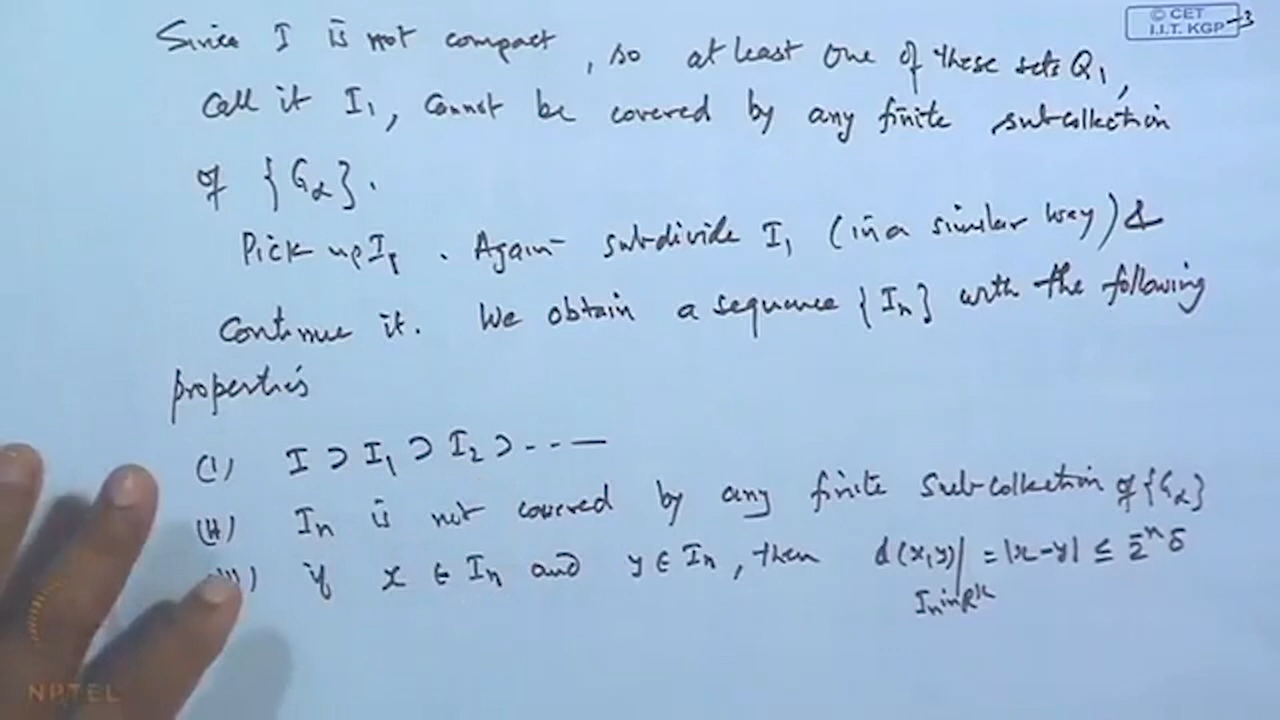 © CET
I.I.T. KGP
-3
Since I is not compact, so at least one of these sets Q1,
call it I1, cannot be covered by any finite subcollection
of {Gα}.
Pick up I1. Again subdivide I1 (in a similar way) &
Continue it. We obtain a sequence {In} with the following
properties
(I) I ⊃ I1 ⊃ I2 ⊃ ---
(II) In is not covered by any finite subcollection of {Gα}
(III) if x ∈ In and y ∈ In, then d(x,y)| = |x-y| ≤ 2^-n δ
In in R^k
NPTEL